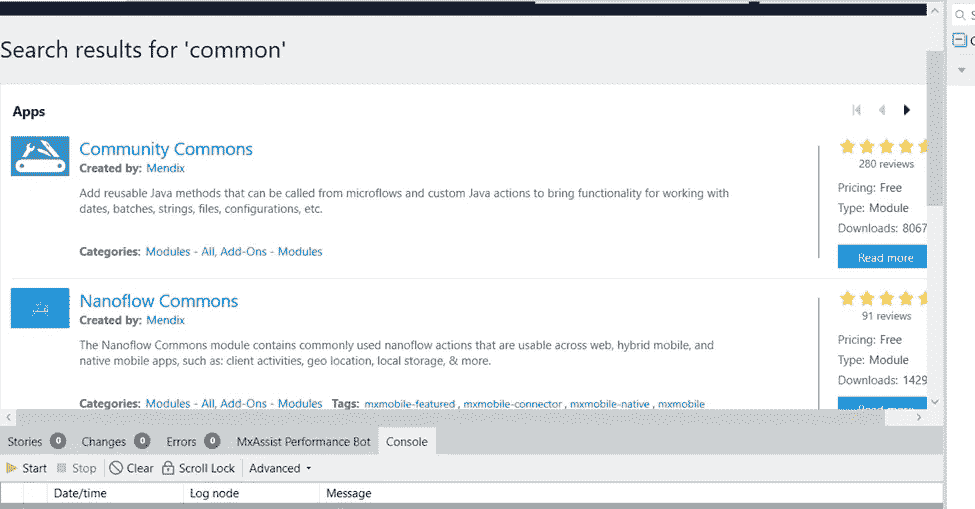 Search results for 'common'
Apps
Community Commons
Created by: Mendix
280 reviews
Add reusable Java methods that can be called from microflows and custom Java actions to bring functionality for working with
dates, batches, strings, files, configurations, etc.
Pricing: Free
Type: Module
Downloads: 8067
Categories: Modules - All, Add-Ons - Modules
Read more
Nanoflow Commons
Created by: Mendix
91 reviews
The Nanoflow Commons module contains commonly used nanoflow actions that are usable across web, hybrid mobile, and
native mobile apps, such as: client activities, geo location, local storage, & more.
Pricing: Free
Type: Module
Downloads: 1429
Categories: Modules - All, Add-Ons - Modules Tags: mxmobile-featured , mxmobile-connector , mxmobile-native , mxmobile
Read more
Stories 0 Changes 0 Errors 0 MxAssist Performance Bot Console
Start Stop Clear Scroll Lock Advanced
Date/time Log node Message